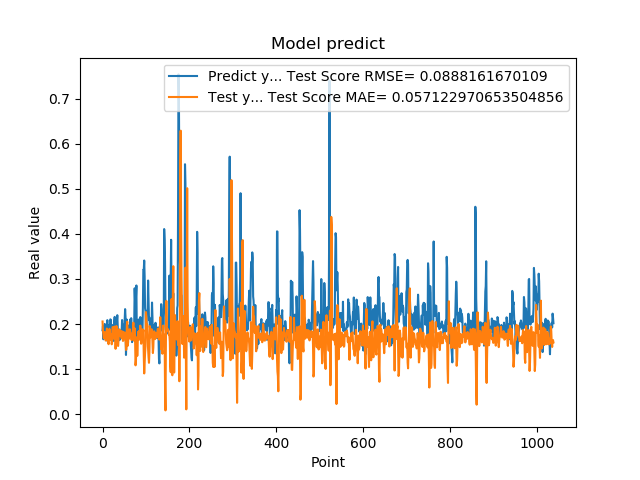 Model predict
Predict y... Test Score RMSE= 0.0888161670109
Test y... Test Score MAE= 0.057122970653504856
Real value
0.7
0.6
0.5
0.4
0.3
0.2
0.1
0.0
0 200 400 600 800 1000
Point